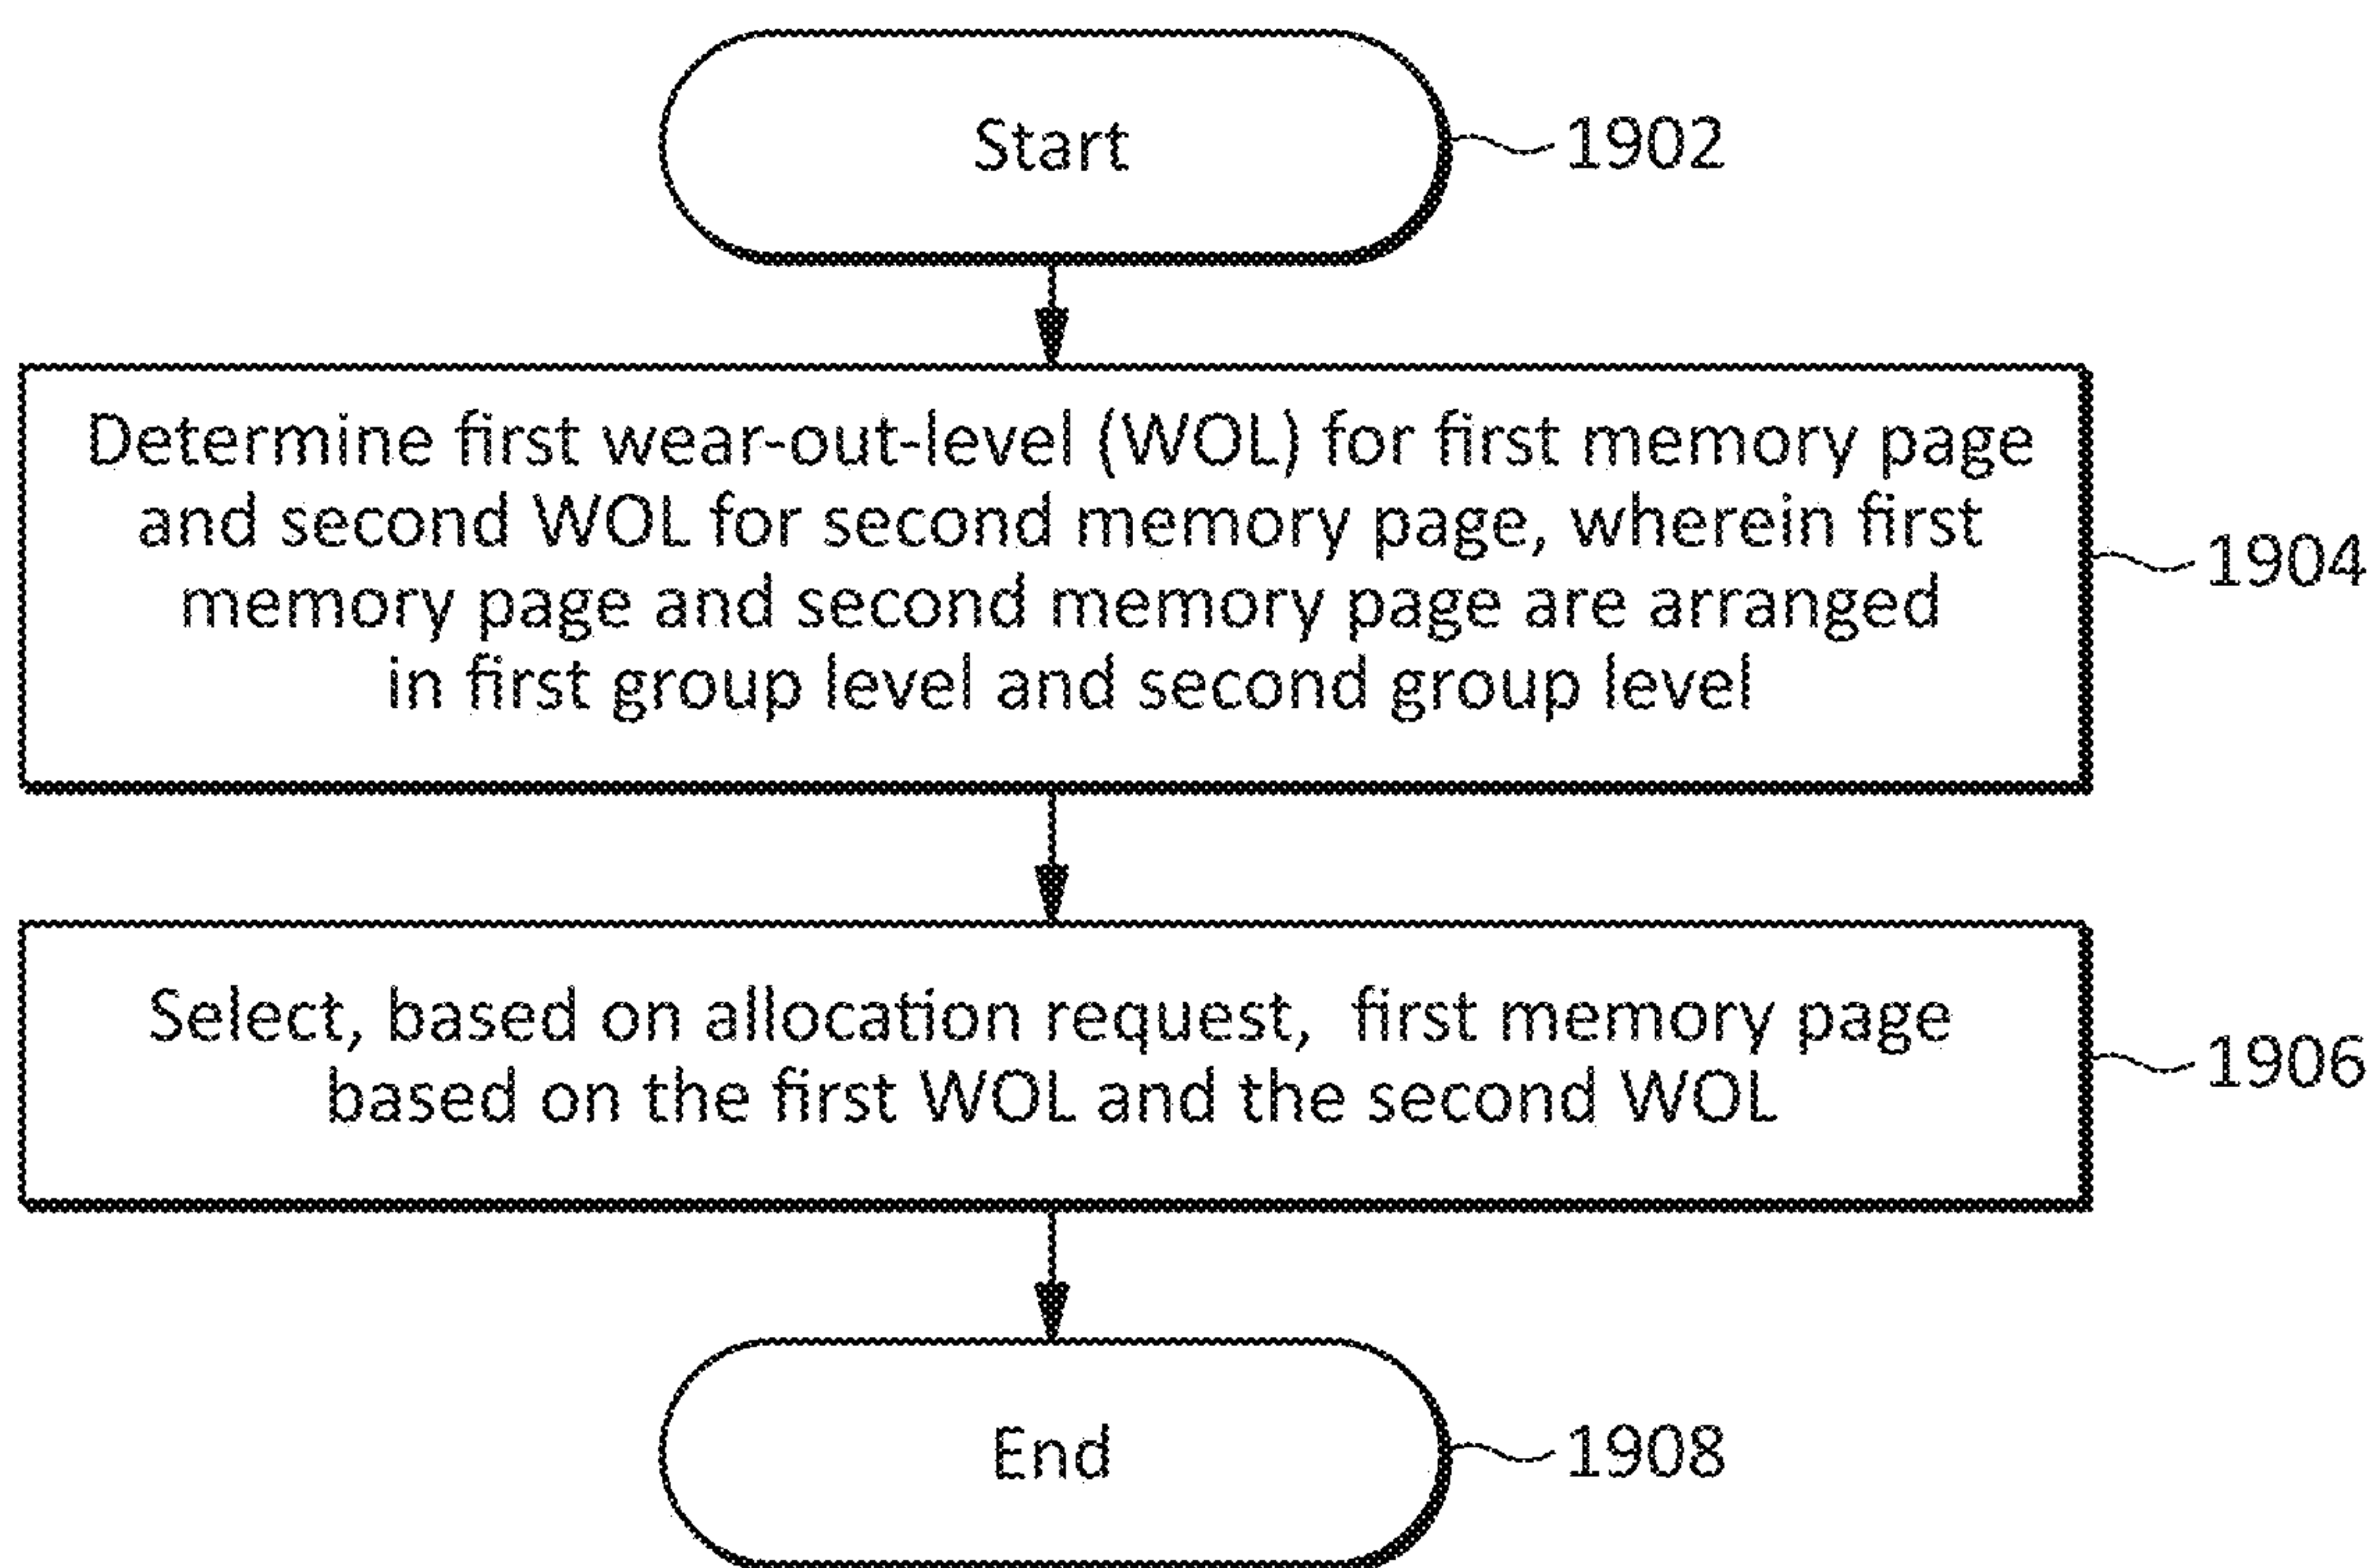 Start
1902
Determine first wear-out-level (WOL) for first memory page
and second WOL for second memory page, wherein first
memory page and second memory page are arranged
in first group level and second group level
1904
Select, based on allocation request, first memory page
based on the first WOL and the second WOL
1906
End
1908